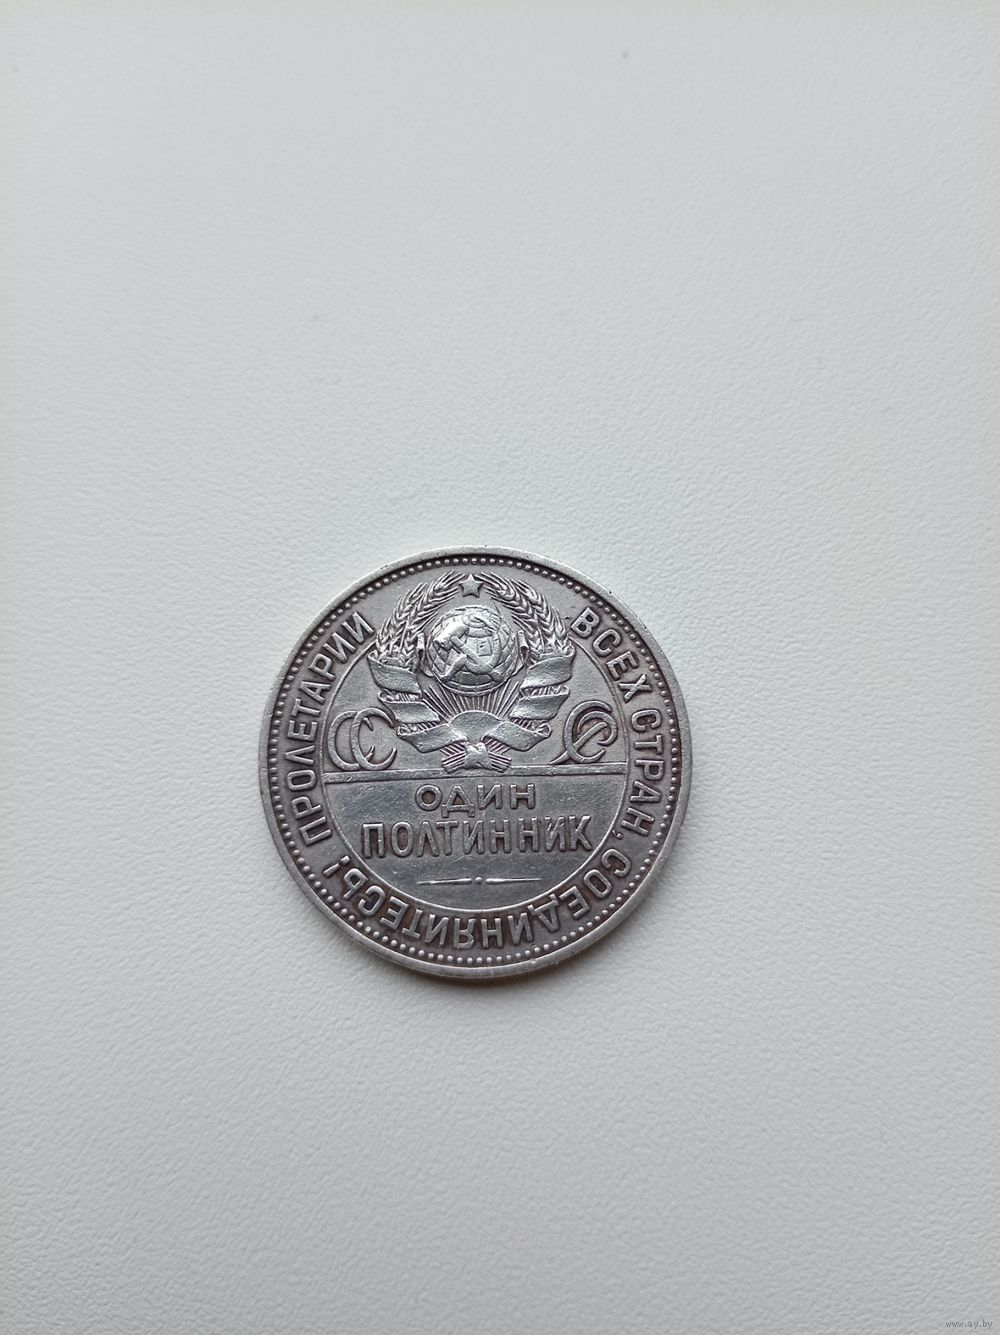 ПРОЛЕТАРИИ ВСЕХ СТРАН, СОЕДИНЯЙТЕСЬ!
СС СР
ОДИН
ПОЛТИННИК
www.ay.by